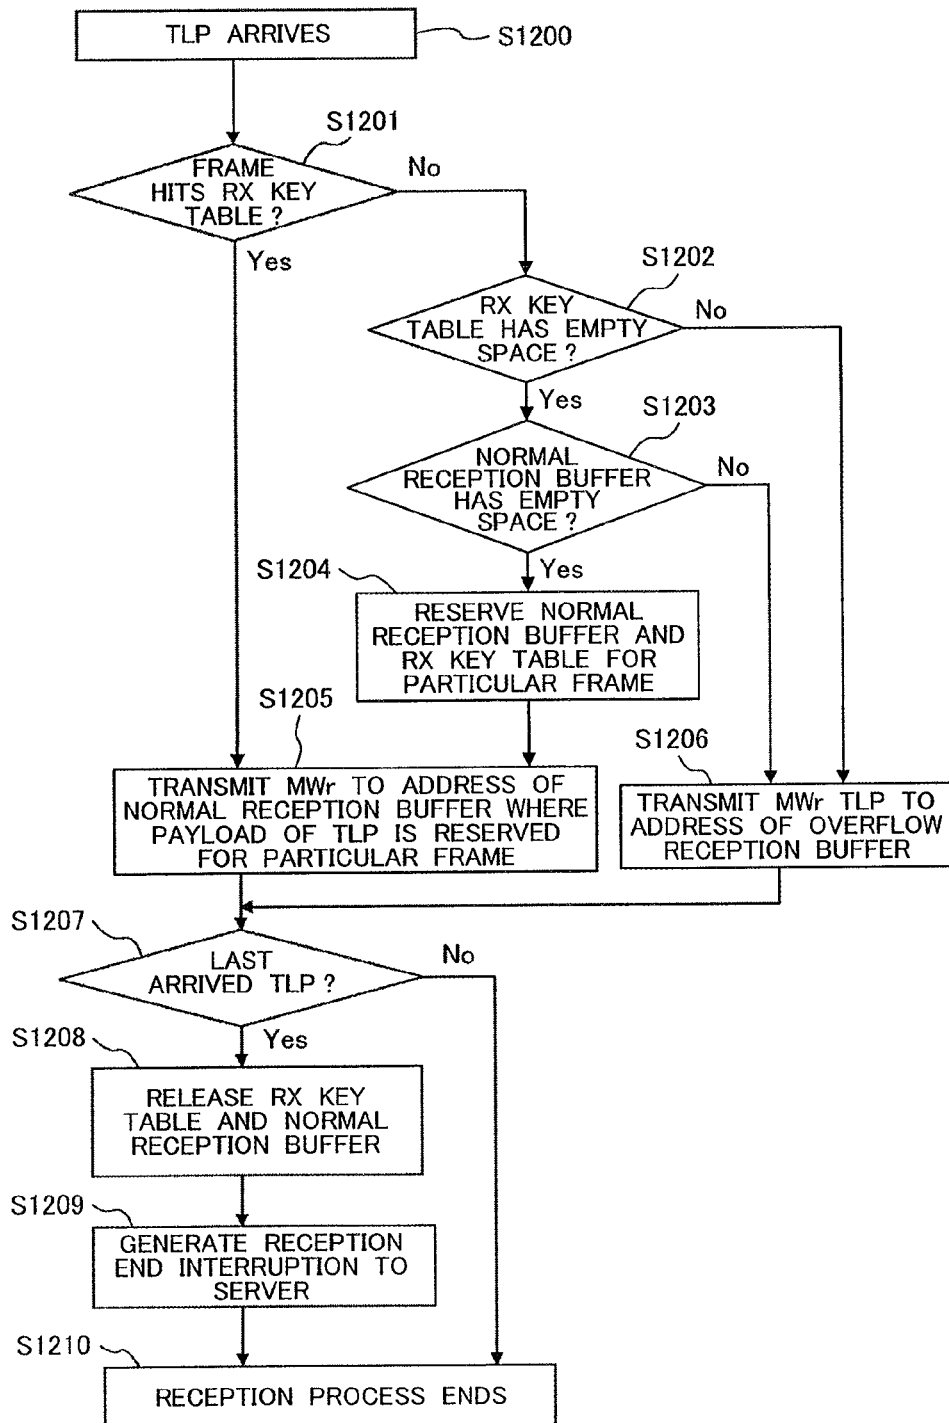 TLP ARRIVES
S1200
S1201
FRAME
HITS RX KEY
TABLE?
No
Yes
S1202
RX KEY
TABLE HAS EMPTY
SPACE?
No
Yes
S1203
NORMAL
RECEPTION BUFFER
HAS EMPTY
SPACE?
No
Yes
S1204
RESERVE NORMAL
RECEPTION BUFFER AND
RX KEY TABLE FOR
PARTICULAR FRAME
S1205
TRANSMIT MWr TO ADDRESS OF
NORMAL RECEPTION BUFFER WHERE
PAYLOAD OF TLP IS RESERVED
FOR PARTICULAR FRAME
S1206
TRANSMIT MWr TLP TO
ADDRESS OF OVERFLOW
RECEPTION BUFFER
S1207
LAST
ARRIVED TLP?
No
Yes
S1208
RELEASE RX KEY
TABLE AND NORMAL
RECEPTION BUFFER
S1209
GENERATE RECEPTION
END INTERRUPTION TO
SERVER
S1210
RECEPTION PROCESS ENDS